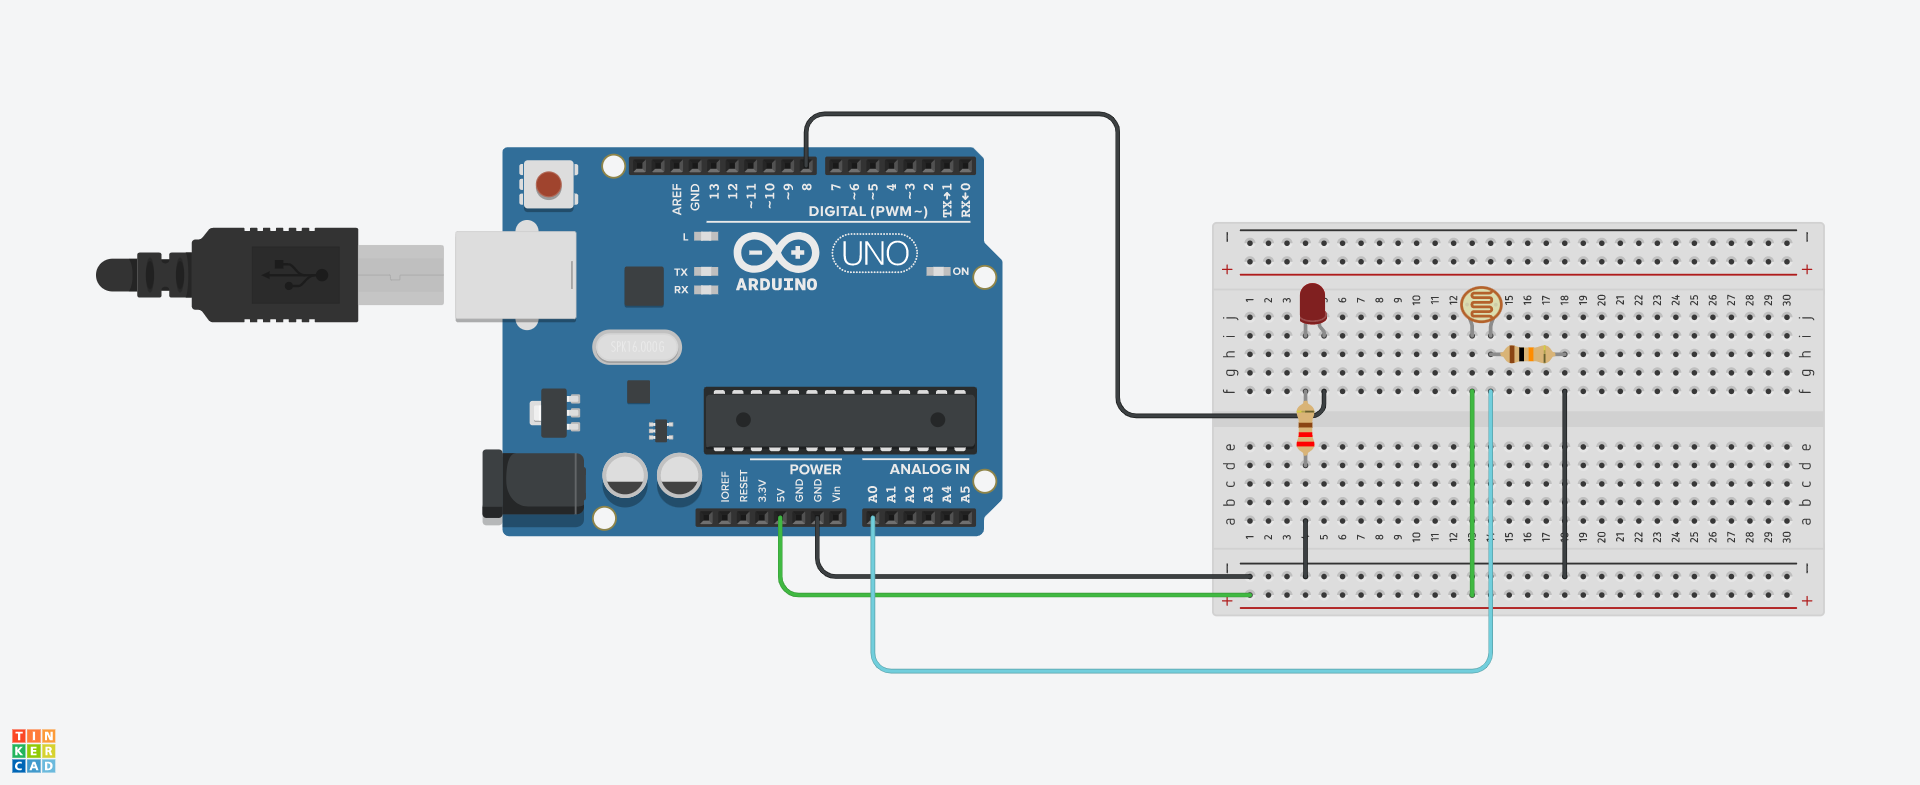 AREF GND 13 12 ~11 ~10 ~9 8 7 ~6 ~5 4 ~3 2 TX→1 RX←0
DIGITAL (PWM~)
L
TX
RX
UNO
ON
ARDUINO
SPK16.000G
POWER
ANALOG IN
IOREF RESET 3.3V 5V GND GND Vin A0 A1 A2 A3 A4 A5
− −
+ +
1 2 3 5 6 7 8 9 10 11 12 15 16 17 18 19 20 21 22 23 24 25 26 27 28 29 30
j j
i i
h h
g g
f f
e e
d d
c c
b b
a a
1 2 3 5 6 7 8 9 10 11 12 15 16 17 18 19 20 21 22 23 24 25 26 27 28 29 30
− −
+ +
TIN
KER
CAD